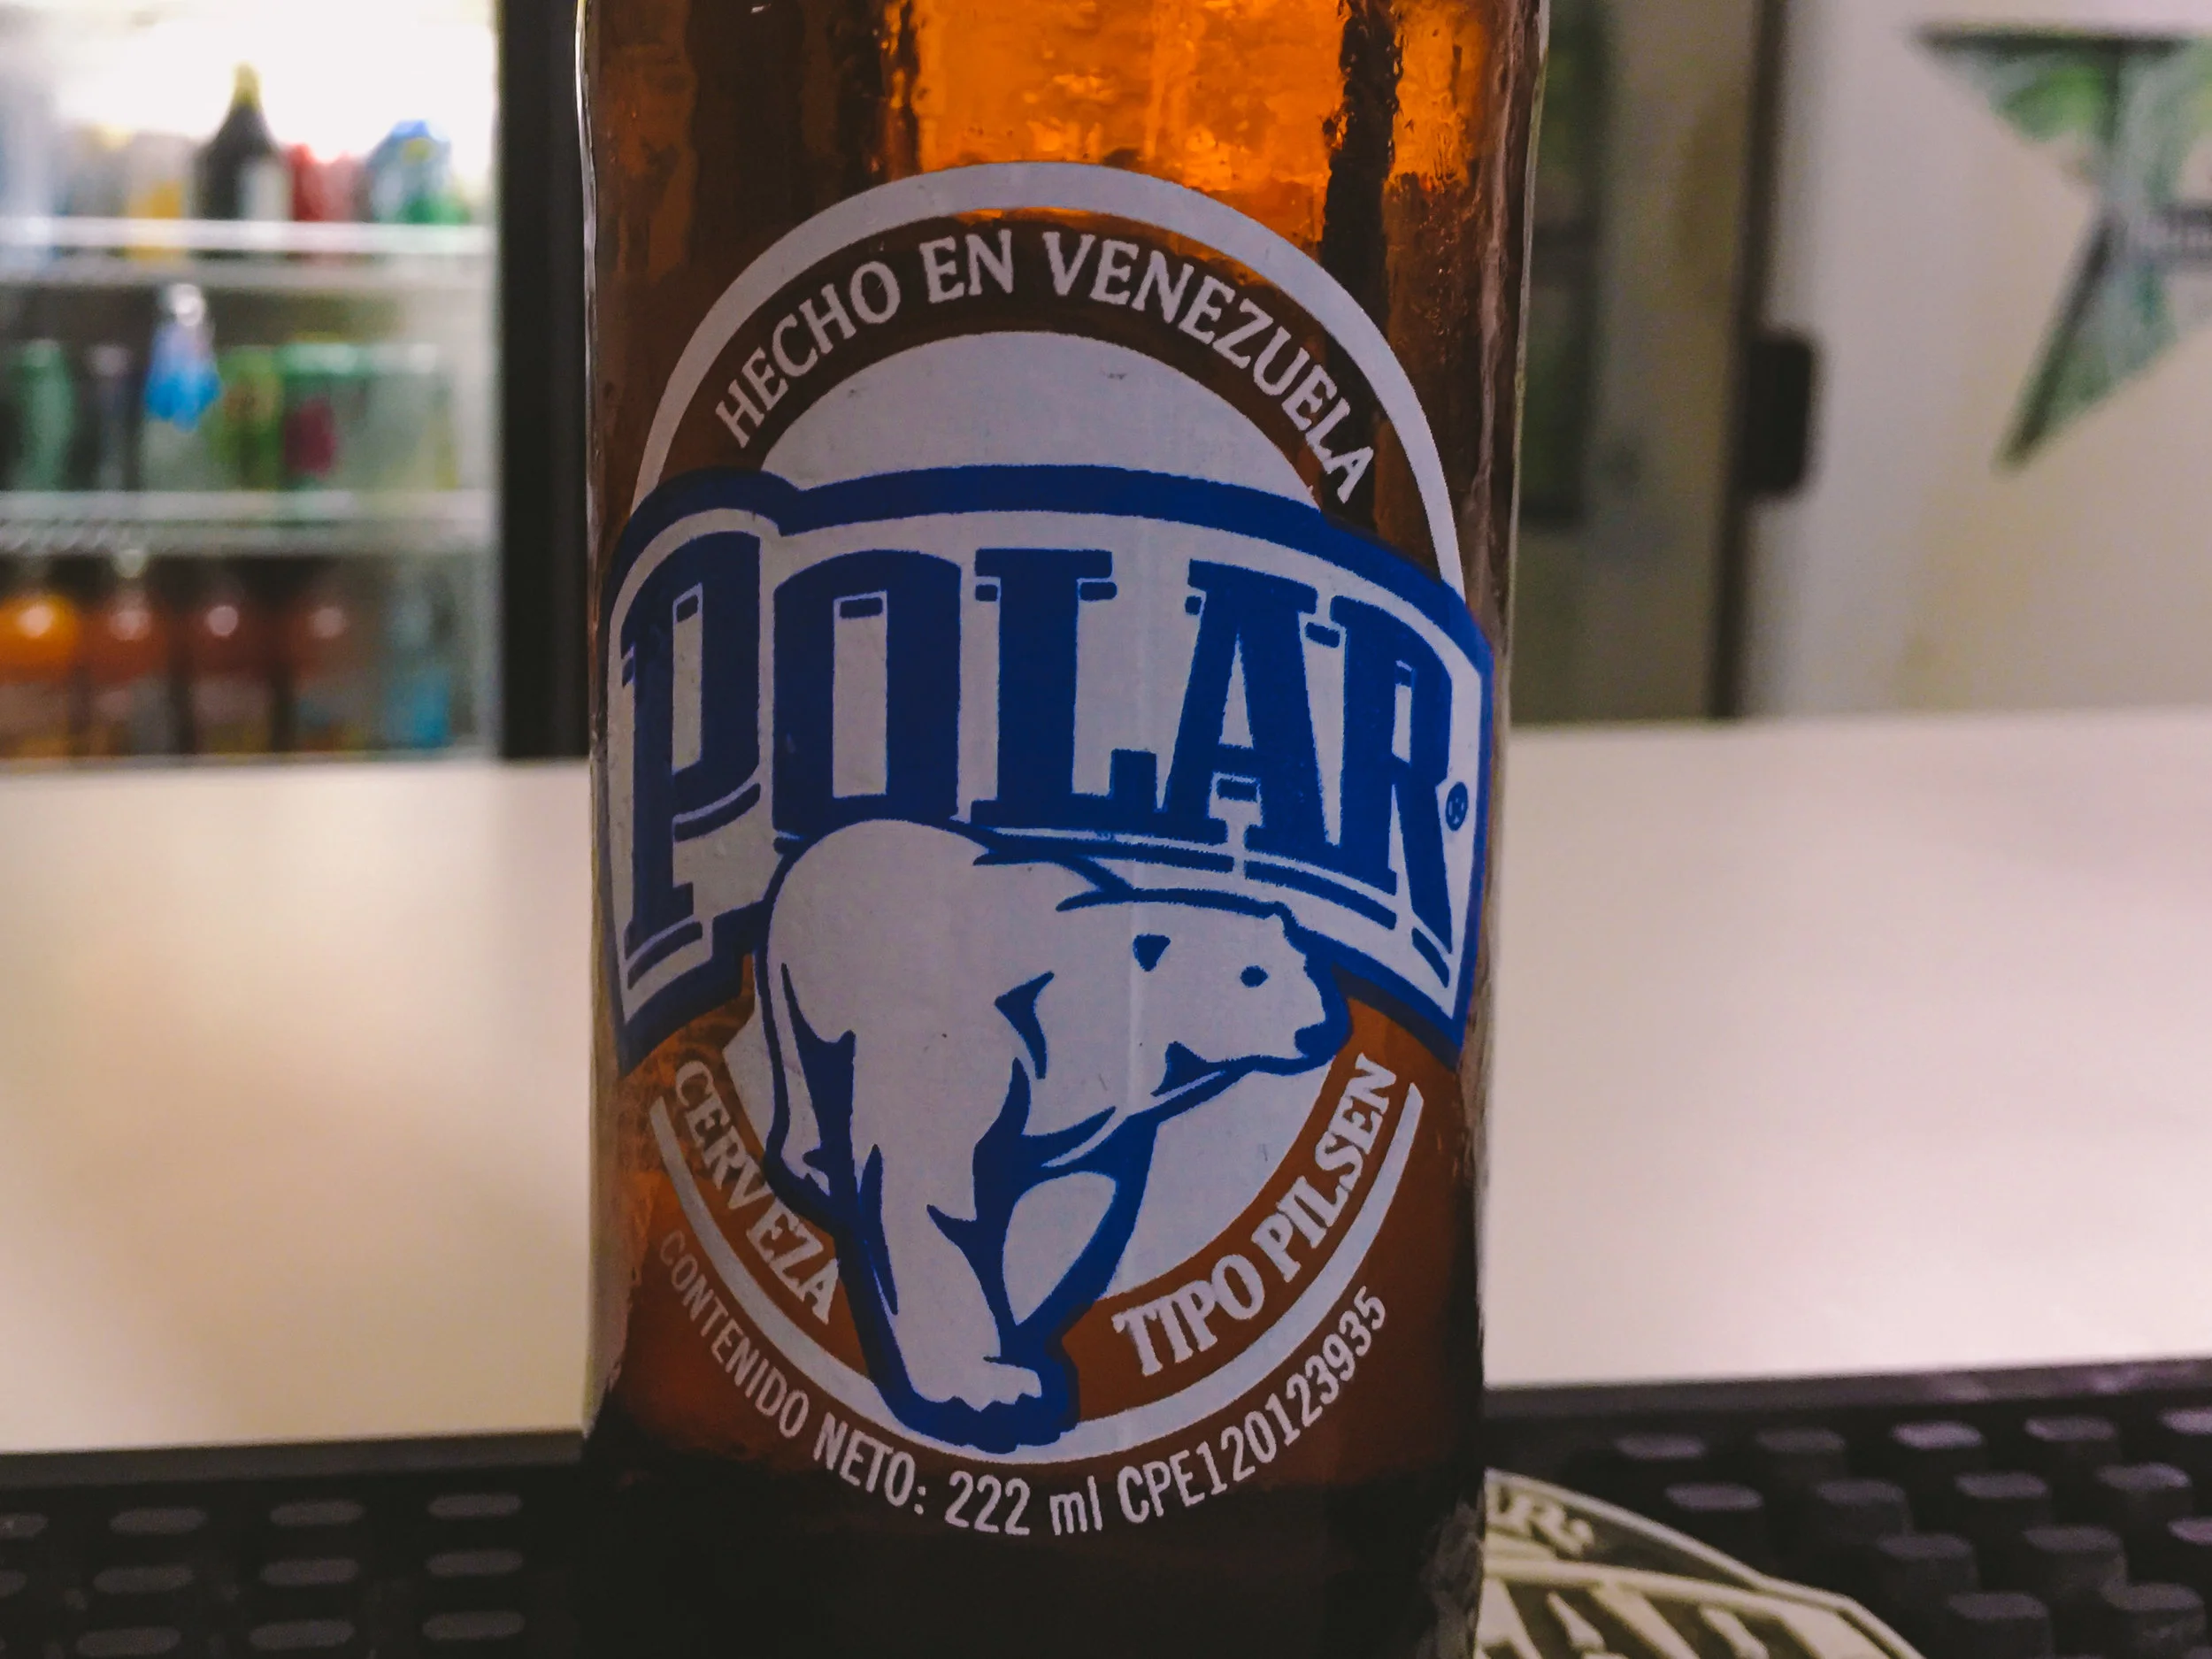 HECHO EN VENEZUELA
POLAR®
CERVEZA TIPO PILSEN
CONTENIDO NETO: 222 ml CPE120123935